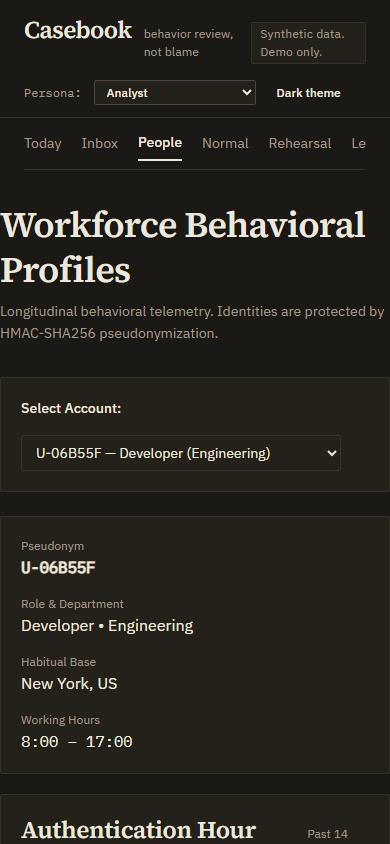 Casebook
behavior review,
not blame
Synthetic data.
Demo only.
Persona:
Analyst
Dark theme
Today Inbox People Normal Rehearsal Le
Workforce Behavioral
Profiles
Longitudinal behavioral telemetry. Identities are protected by
HMAC-SHA256 pseudonymization.
Select Account:
U-06B55F — Developer (Engineering)
Pseudonym
U-06B55F
Role & Department
Developer • Engineering
Habitual Base
New York, US
Working Hours
8:00 – 17:00
Authentication Hour
Past 14